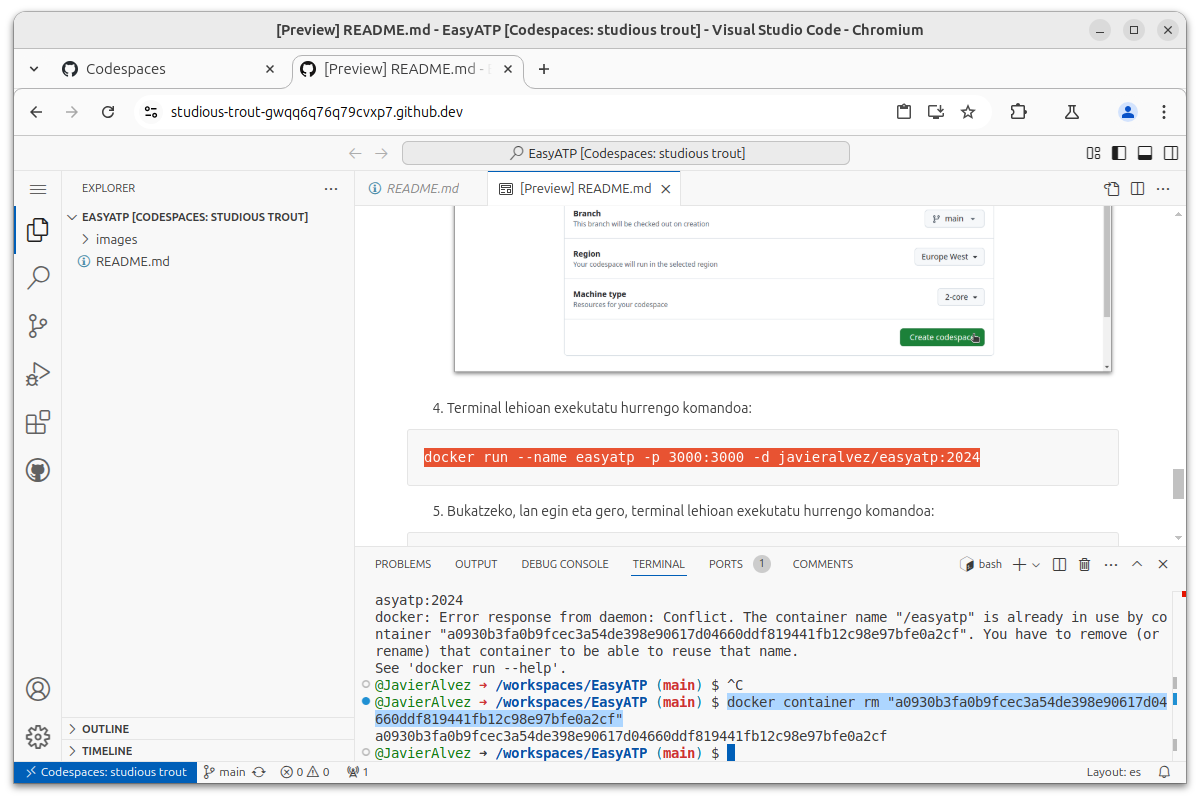 [Preview] README.md - EasyATP [Codespaces: studious trout] - Visual Studio Code - Chromium
Codespaces
[Preview] README.md -
studious-trout-gwqq6q76q79cvxp7.github.dev
EasyATP [Codespaces: studious trout]
EXPLORER
README.md
[Preview] README.md
EASYATP [CODESPACES: STUDIOUS TROUT]
images
README.md
Branch
This branch will be checked out on creation
main
Region
Your codespace will run in the selected region
Europe West
Machine type
Resources for your codespace
2-core
Create codespace
4. Terminal lehioan exekutatu hurrengo komandoa:
docker run --name easyatp -p 3000:3000 -d javieralvez/easyatp:2024
5. Bukatzeko, lan egin eta gero, terminal lehioan exekutatu hurrengo komandoa:
PROBLEMS
OUTPUT
DEBUG CONSOLE
TERMINAL
PORTS
1
COMMENTS
bash
asyatp:2024
docker: Error response from daemon: Conflict. The container name "/easyatp" is already in use by co
ntainer "a0930b3fa0b9fcec3a54de398e90617d04660ddf819441fb12c98e97bfe0a2cf". You have to remove (or
rename) that container to be able to reuse that name.
See 'docker run --help'.
@JavierAlvez → /workspaces/EasyATP (main) $ ^C
@JavierAlvez → /workspaces/EasyATP (main) $ docker container rm "a0930b3fa0b9fcec3a54de398e90617d04
660ddf819441fb12c98e97bfe0a2cf"
a0930b3fa0b9fcec3a54de398e90617d04660ddf819441fb12c98e97bfe0a2cf
@JavierAlvez → /workspaces/EasyATP (main) $
OUTLINE
TIMELINE
Codespaces: studious trout
main
0
0
1
Layout: es